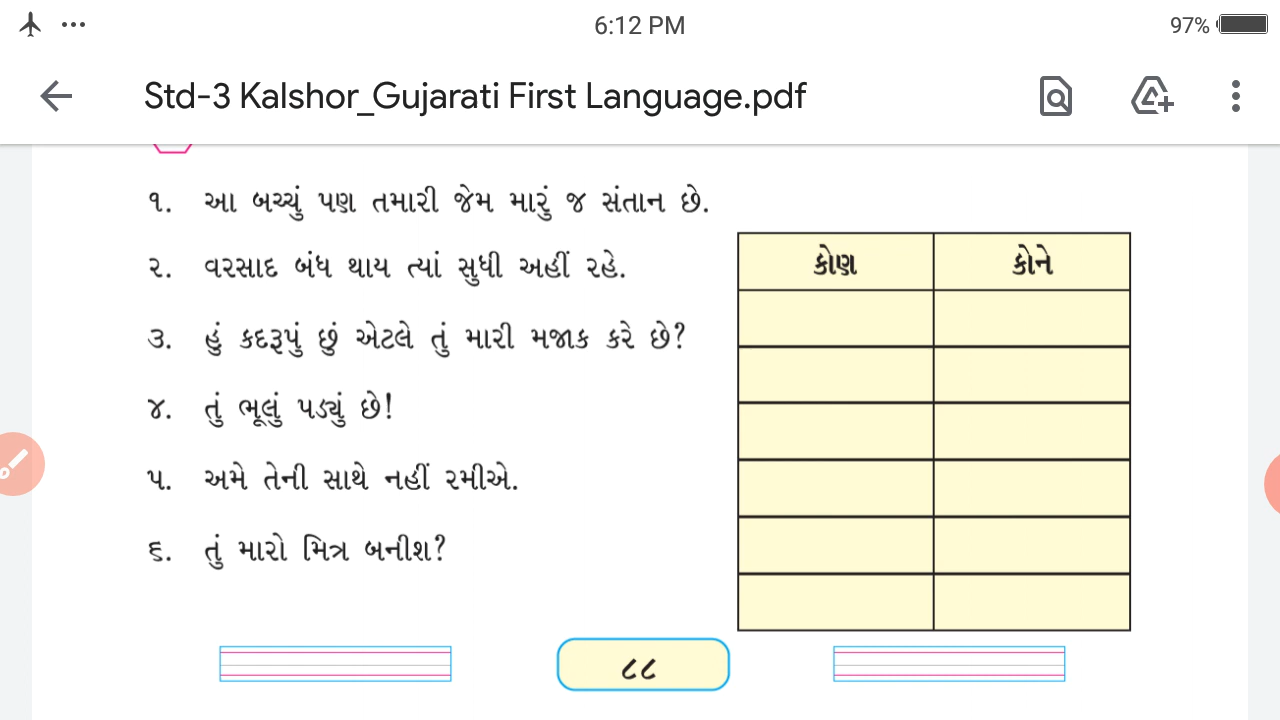 6:12 PM
97%
Std-3 Kalshor_Gujarati First Language.pdf
૧. આ બચ્ચું પણ તમારી જેમ મારું જ સંતાન છે.
૨. વરસાદ બંધ થાય ત્યાં સુધી અહીં રહે.
૩. હું કદરૂપું છું એટલે તું મારી મજાક કરે છે?
૪. તું ભૂલું પડ્યું છે!
૫. અમે તેની સાથે નહીં રમીએ.
૬. તું મારો મિત્ર બનીશ?
કોણ કોને
૮૮